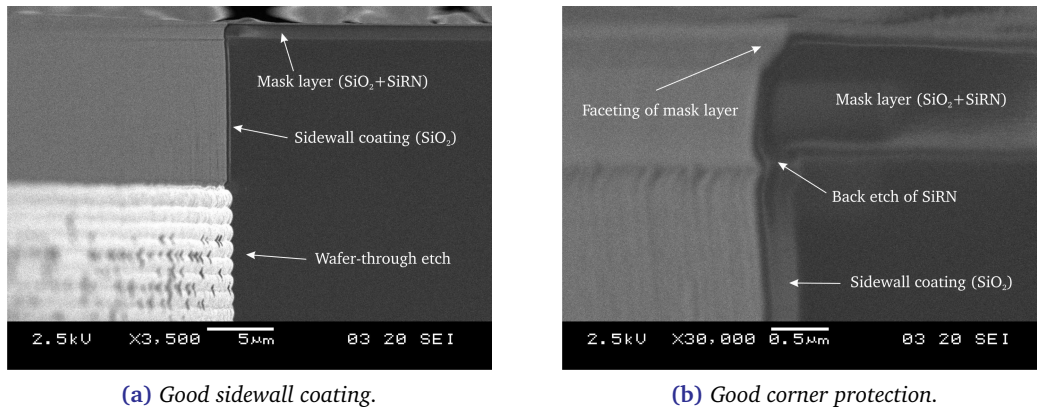 Mask layer (SiO₂+SiRN)
Sidewall coating (SiO₂)
Wafer-through etch
2.5kV X3,500 5µm 03 20 SEI
(a) Good sidewall coating.
Faceting of mask layer
Mask layer (SiO₂+SiRN)
Back etch of SiRN
Sidewall coating (SiO₂)
2.5kV X30,000 0.5µm 03 20 SEI
(b) Good corner protection.